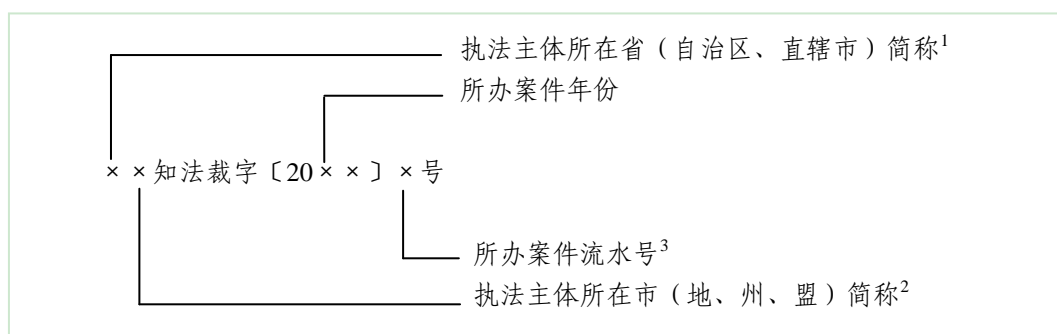 执法主体所在省（自治区、直辖市）简称1
所办案件年份
××知法裁字〔20××〕×号
所办案件流水号3
执法主体所在市（地、州、盟）简称2